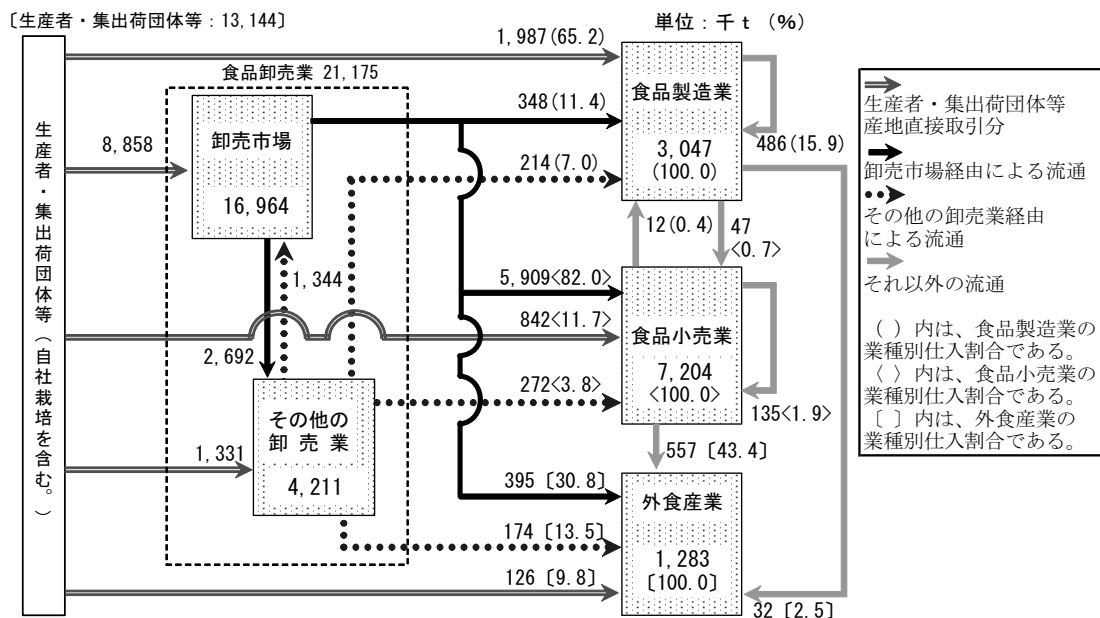 〔生産者・集出荷団体等：13,144〕
単位：千ｔ （％）
生産者・集出荷団体等（自社栽培を含む。）
1,987(65.2)
食品卸売業 21,175
8,858
卸売市場
16,964
348(11.4)
214(7.0)
食品製造業
3,047
(100.0)
486(15.9)
12(0.4)
47
<0.7>
1,344
5,909<82.0>
842<11.7>
2,692
食品小売業
7,204
<100.0>
272<3.8>
135<1.9>
その他の
卸 売 業
4,211
1,331
557〔43.4〕
395〔30.8〕
外食産業
1,283
〔100.0〕
174〔13.5〕
126〔9.8〕
32〔2.5〕
生産者・集出荷団体等
産地直接取引分
卸売市場経由による流通
その他の卸売業経由
による流通
それ以外の流通
（ ）内は、食品製造業の
業種別仕入割合である。
〈 〉内は、食品小売業の
業種別仕入割合である。
〔 〕内は、外食産業の
業種別仕入割合である。